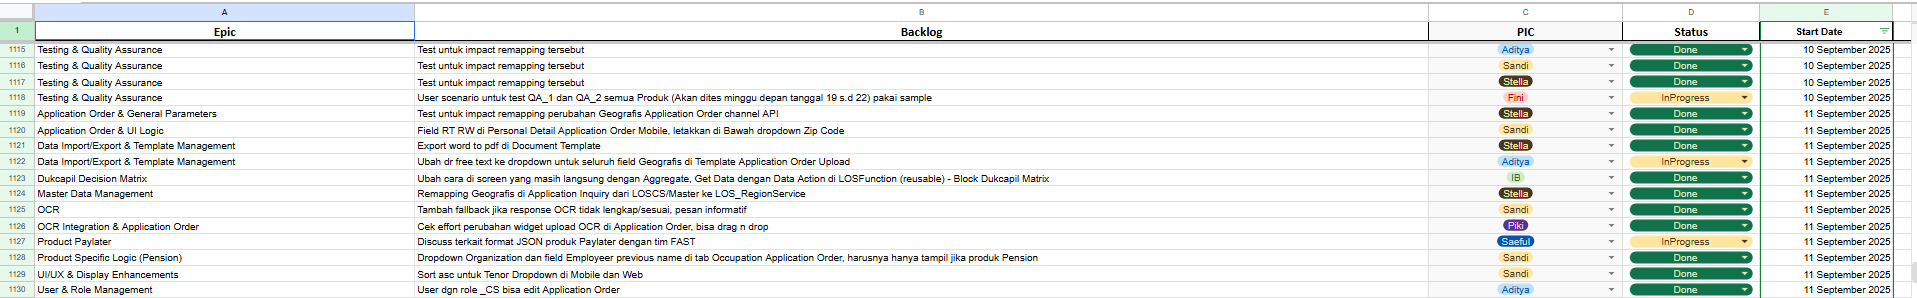 A B C D E
1 Epic Backlog PIC Status Start Date
1115 Testing & Quality Assurance Test untuk impact remapping tersebut Aditya Done 10 September 2025
1116 Testing & Quality Assurance Test untuk impact remapping tersebut Sandi Done 10 September 2025
1117 Testing & Quality Assurance Test untuk impact remapping tersebut Stella Done 10 September 2025
1118 Testing & Quality Assurance User scenario untuk test QA_1 dan QA_2 semua Produk (Akan dites minggu depan tanggal 19 s.d 22) pakai sample Fini InProgress 10 September 2025
1119 Application Order & General Parameters Test untuk impact remapping perubahan Geografis Application Order channel API Stella Done 11 September 2025
1120 Application Order & UI Logic Field RT RW di Personal Detail Application Order Mobile, letakkan di Bawah dropdown Zip Code Sandi Done 11 September 2025
1121 Data Import/Export & Template Management Export word to pdf di Document Template Stella Done 11 September 2025
1122 Data Import/Export & Template Management Ubah dr free text ke dropdown untuk seluruh field Geografis di Template Application Order Upload Aditya InProgress 11 September 2025
1123 Dukcapil Decision Matrix Ubah cara di screen yang masih langsung dengan Aggregate, Get Data dengan Data Action di LOSFunction (reusable) - Block Dukcapil Matrix IB Done 11 September 2025
1124 Master Data Management Remapping Geografis di Application Inquiry dari LOSCS/Master ke LOS_RegionService Stella Done 11 September 2025
1125 OCR Tambah fallback jika response OCR tidak lengkap/sesuai, pesan informatif Sandi Done 11 September 2025
1126 OCR Integration & Application Order Cek effort perubahan widget upload OCR di Application Order, bisa drag n drop Piki Done 11 September 2025
1127 Product Paylater Discuss terkait format JSON produk Paylater dengan tim FAST Saeful InProgress 11 September 2025
1128 Product Specific Logic (Pension) Dropdown Organization dan field Employeer previous name di tab Occupation Application Order, harusnya hanya tampil jika produk Pension Sandi Done 11 September 2025
1129 UI/UX & Display Enhancements Sort asc untuk Tenor Dropdown di Mobile dan Web Sandi Done 11 September 2025
1130 User & Role Management User dgn role _CS bisa edit Application Order Aditya Done 11 September 2025